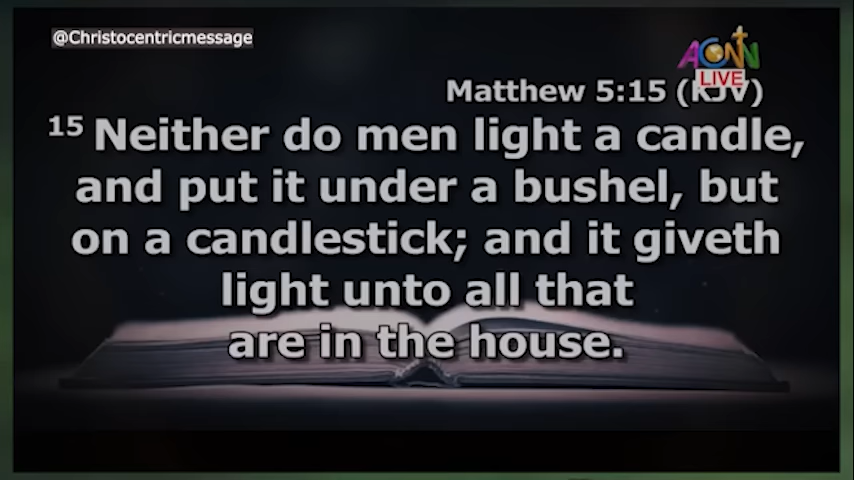 @Christocentricmessage
ACNN
LIVE
Matthew 5:15 (KJV)
15 Neither do men light a candle,
and put it under a bushel, but
on a candlestick; and it giveth
light unto all that
are in the house.